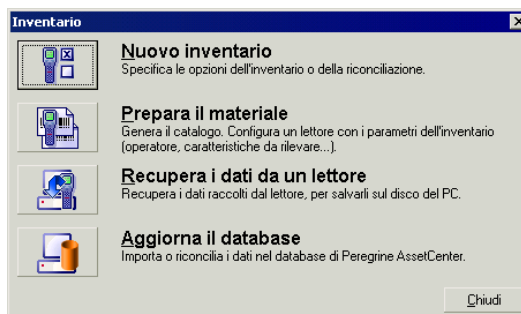 Inventario
Nuovo inventario
Specifica le opzioni dell'inventario o della riconciliazione.
Prepara il materiale
Genera il catalogo. Configura un lettore con i parametri dell'inventario
(operatore, caratteristiche da rilevare...).
Recupera i dati da un lettore
Recupera i dati raccolti dal lettore, per salvarli sul disco del PC.
Aggiorna il database
Importa o riconcilia i dati nel database di Peregrine AssetCenter.
Chiudi